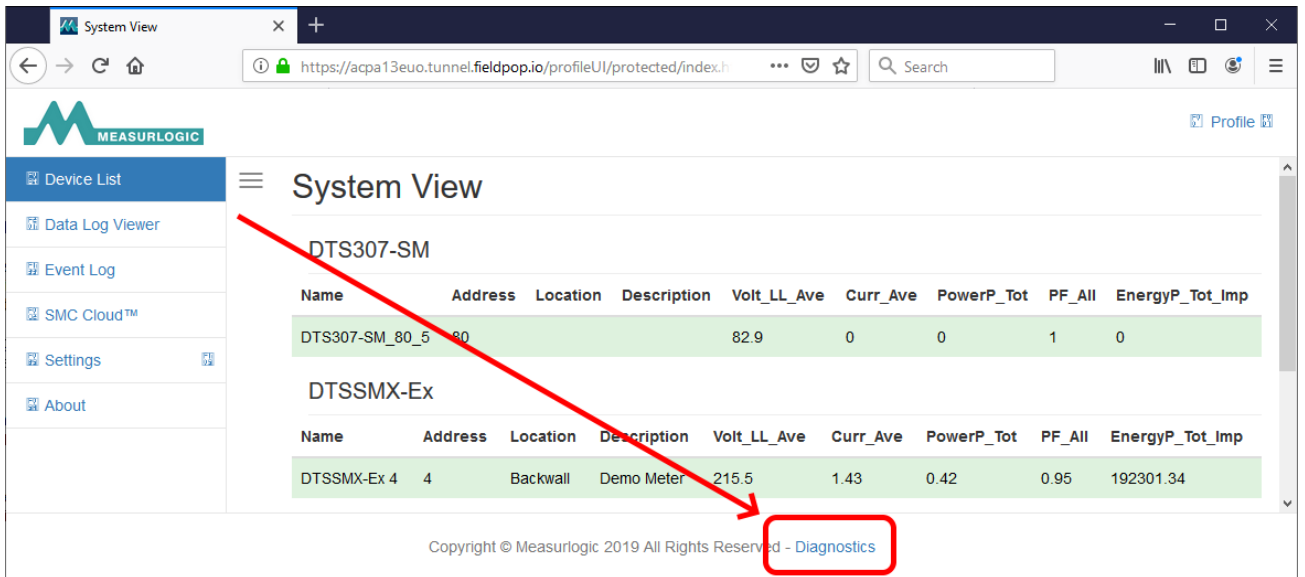 System View
https://acpa13euo.tunnel.fieldpop.io/profileUI/protected/index.h
Search
MEASURLOGIC
Profile
Device List
Data Log Viewer
Event Log
SMC Cloud™
Settings
About
System View
DTS307-SM
Name Address Location Description Volt_LL_Ave Curr_Ave PowerP_Tot PF_All EnergyP_Tot_Imp
DTS307-SM_80_5 80 82.9 0 0 1 0
DTSSMX-Ex
Name Address Location Description Volt_LL_Ave Curr_Ave PowerP_Tot PF_All EnergyP_Tot_Imp
DTSSMX-Ex 4 4 Backwall Demo Meter 215.5 1.43 0.42 0.95 192301.34
Copyright © Measurlogic 2019 All Rights Reserved - Diagnostics